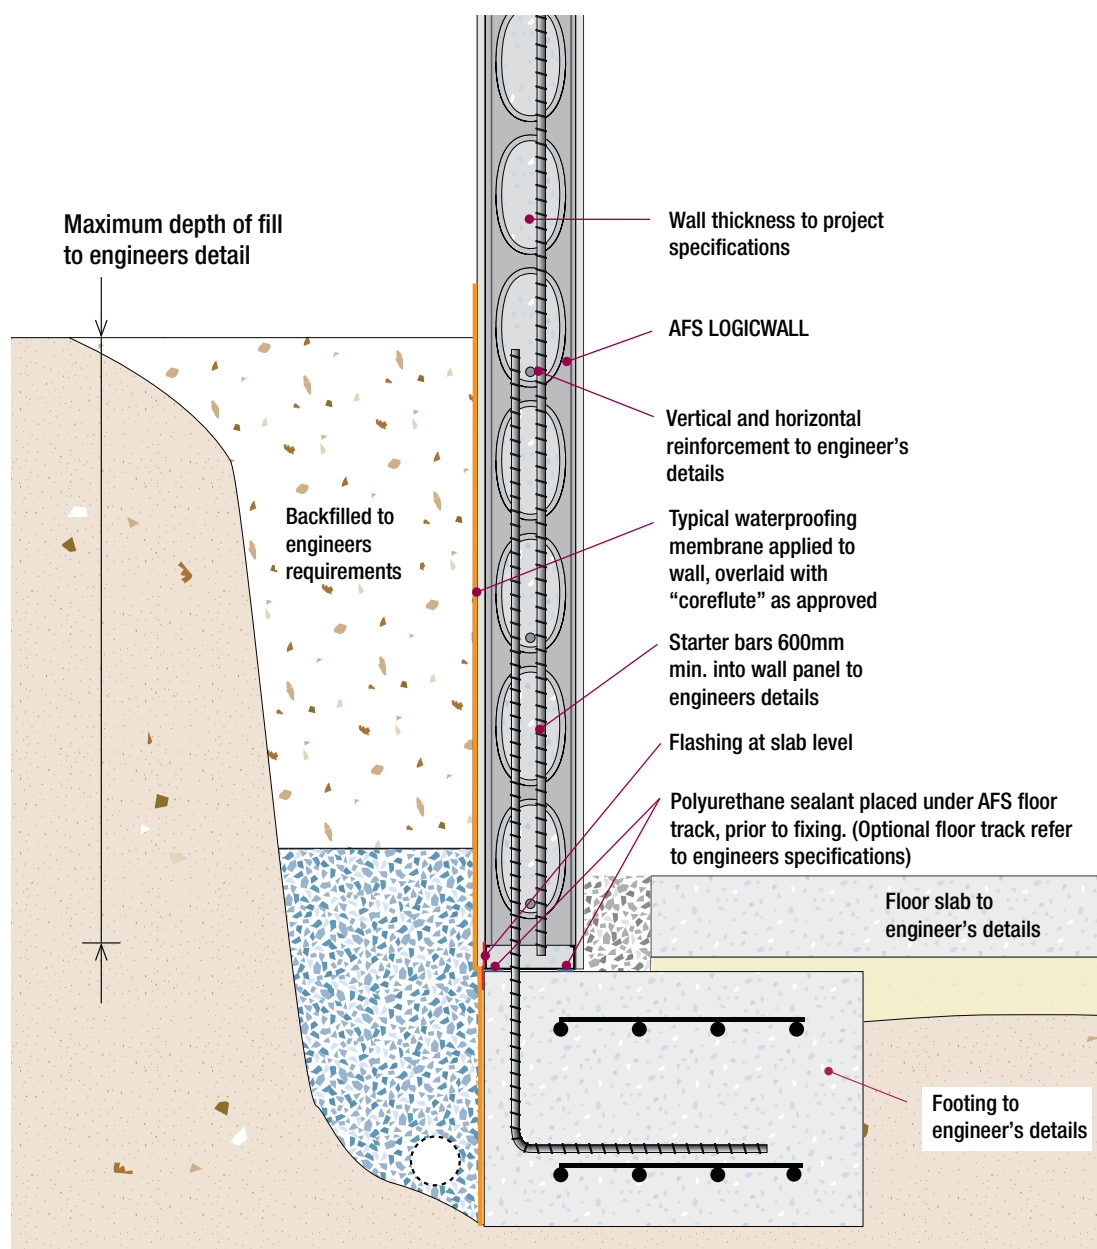 Maximum depth of fill
to engineers detail
Wall thickness to project
specifications
AFS LOGICWALL
Vertical and horizontal
reinforcement to engineer’s
details
Backfilled to
engineers
requirements
Typical waterproofing
membrane applied to
wall, overlaid with
“coreflute” as approved
Starter bars 600mm
min. into wall panel to
engineers details
Flashing at slab level
Polyurethane sealant placed under AFS floor
track, prior to fixing. (Optional floor track refer
to engineers specifications)
Floor slab to
engineer’s details
Footing to
engineer’s details